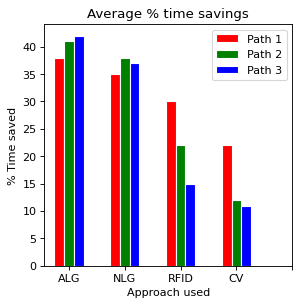 Average % time savings
Path 1
Path 2
Path 3
% Time saved
40
35
30
25
20
15
10
5
0
ALG NLG RFID CV
Approach used